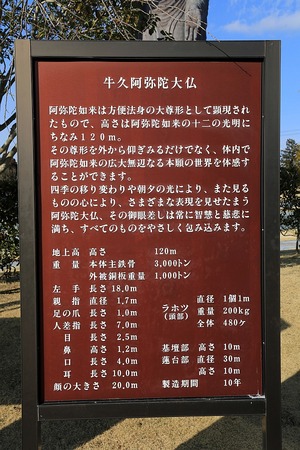 牛久阿弥陀大仏
阿弥陀如来は方便法身の大尊形として顕現され
たもので、高さは阿弥陀如来の十二の光明に
ちなみ120m。
その尊形を外から仰ぎみるだけでなく、体内で
阿弥陀如来の広大無辺なる本願の世界を体感す
ることができます。
四季の移り変わりや朝夕の光により、また見る
ものの心により、さまざまな表現を見せたまう
阿弥陀大仏、その御眼差しは常に智慧と慈悲に
満ち、すべてのものをやさしく包み込みます。
地上高 高さ 120m
重量 本体主鉄骨 3,000トン
外被銅板重量 1,000トン
左手 長さ 18.0m
親指 直径 1.7m
足の爪 長さ 1.0m
人差指 長さ 7.0m
目 長さ 2.5m
鼻 高さ 1.2m
口 長さ 4.0m
耳 長さ 10.0m
顔の大きさ 20.0m
ラホツ (頭部) 直径 1個1m
重量 200kg
全体 480ヶ
基壇部 高さ 10m
蓮台部 直径 30m
高さ 10m
製造期間 10年